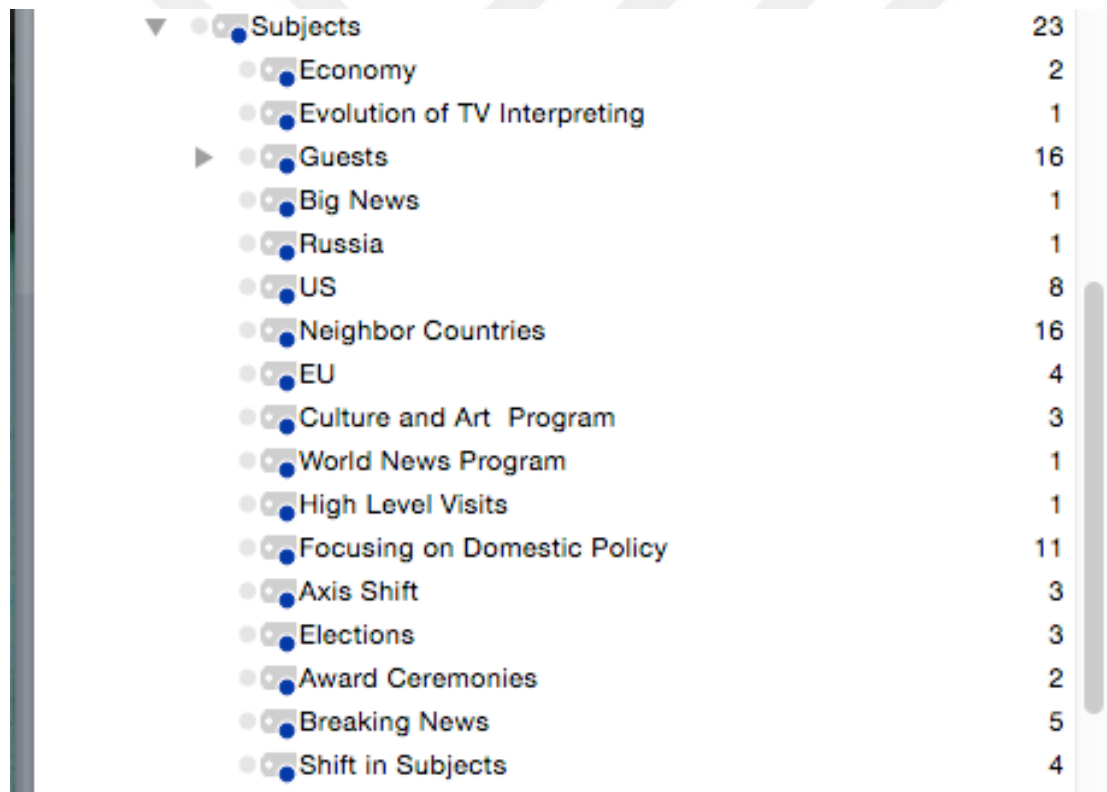 Subjects 23
Economy 2
Evolution of TV Interpreting 1
Guests 16
Big News 1
Russia 1
US 8
Neighbor Countries 16
EU 4
Culture and Art  Program 3
World News Program 1
High Level Visits 1
Focusing on Domestic Policy 11
Axis Shift 3
Elections 3
Award Ceremonies 2
Breaking News 5
Shift in Subjects 4